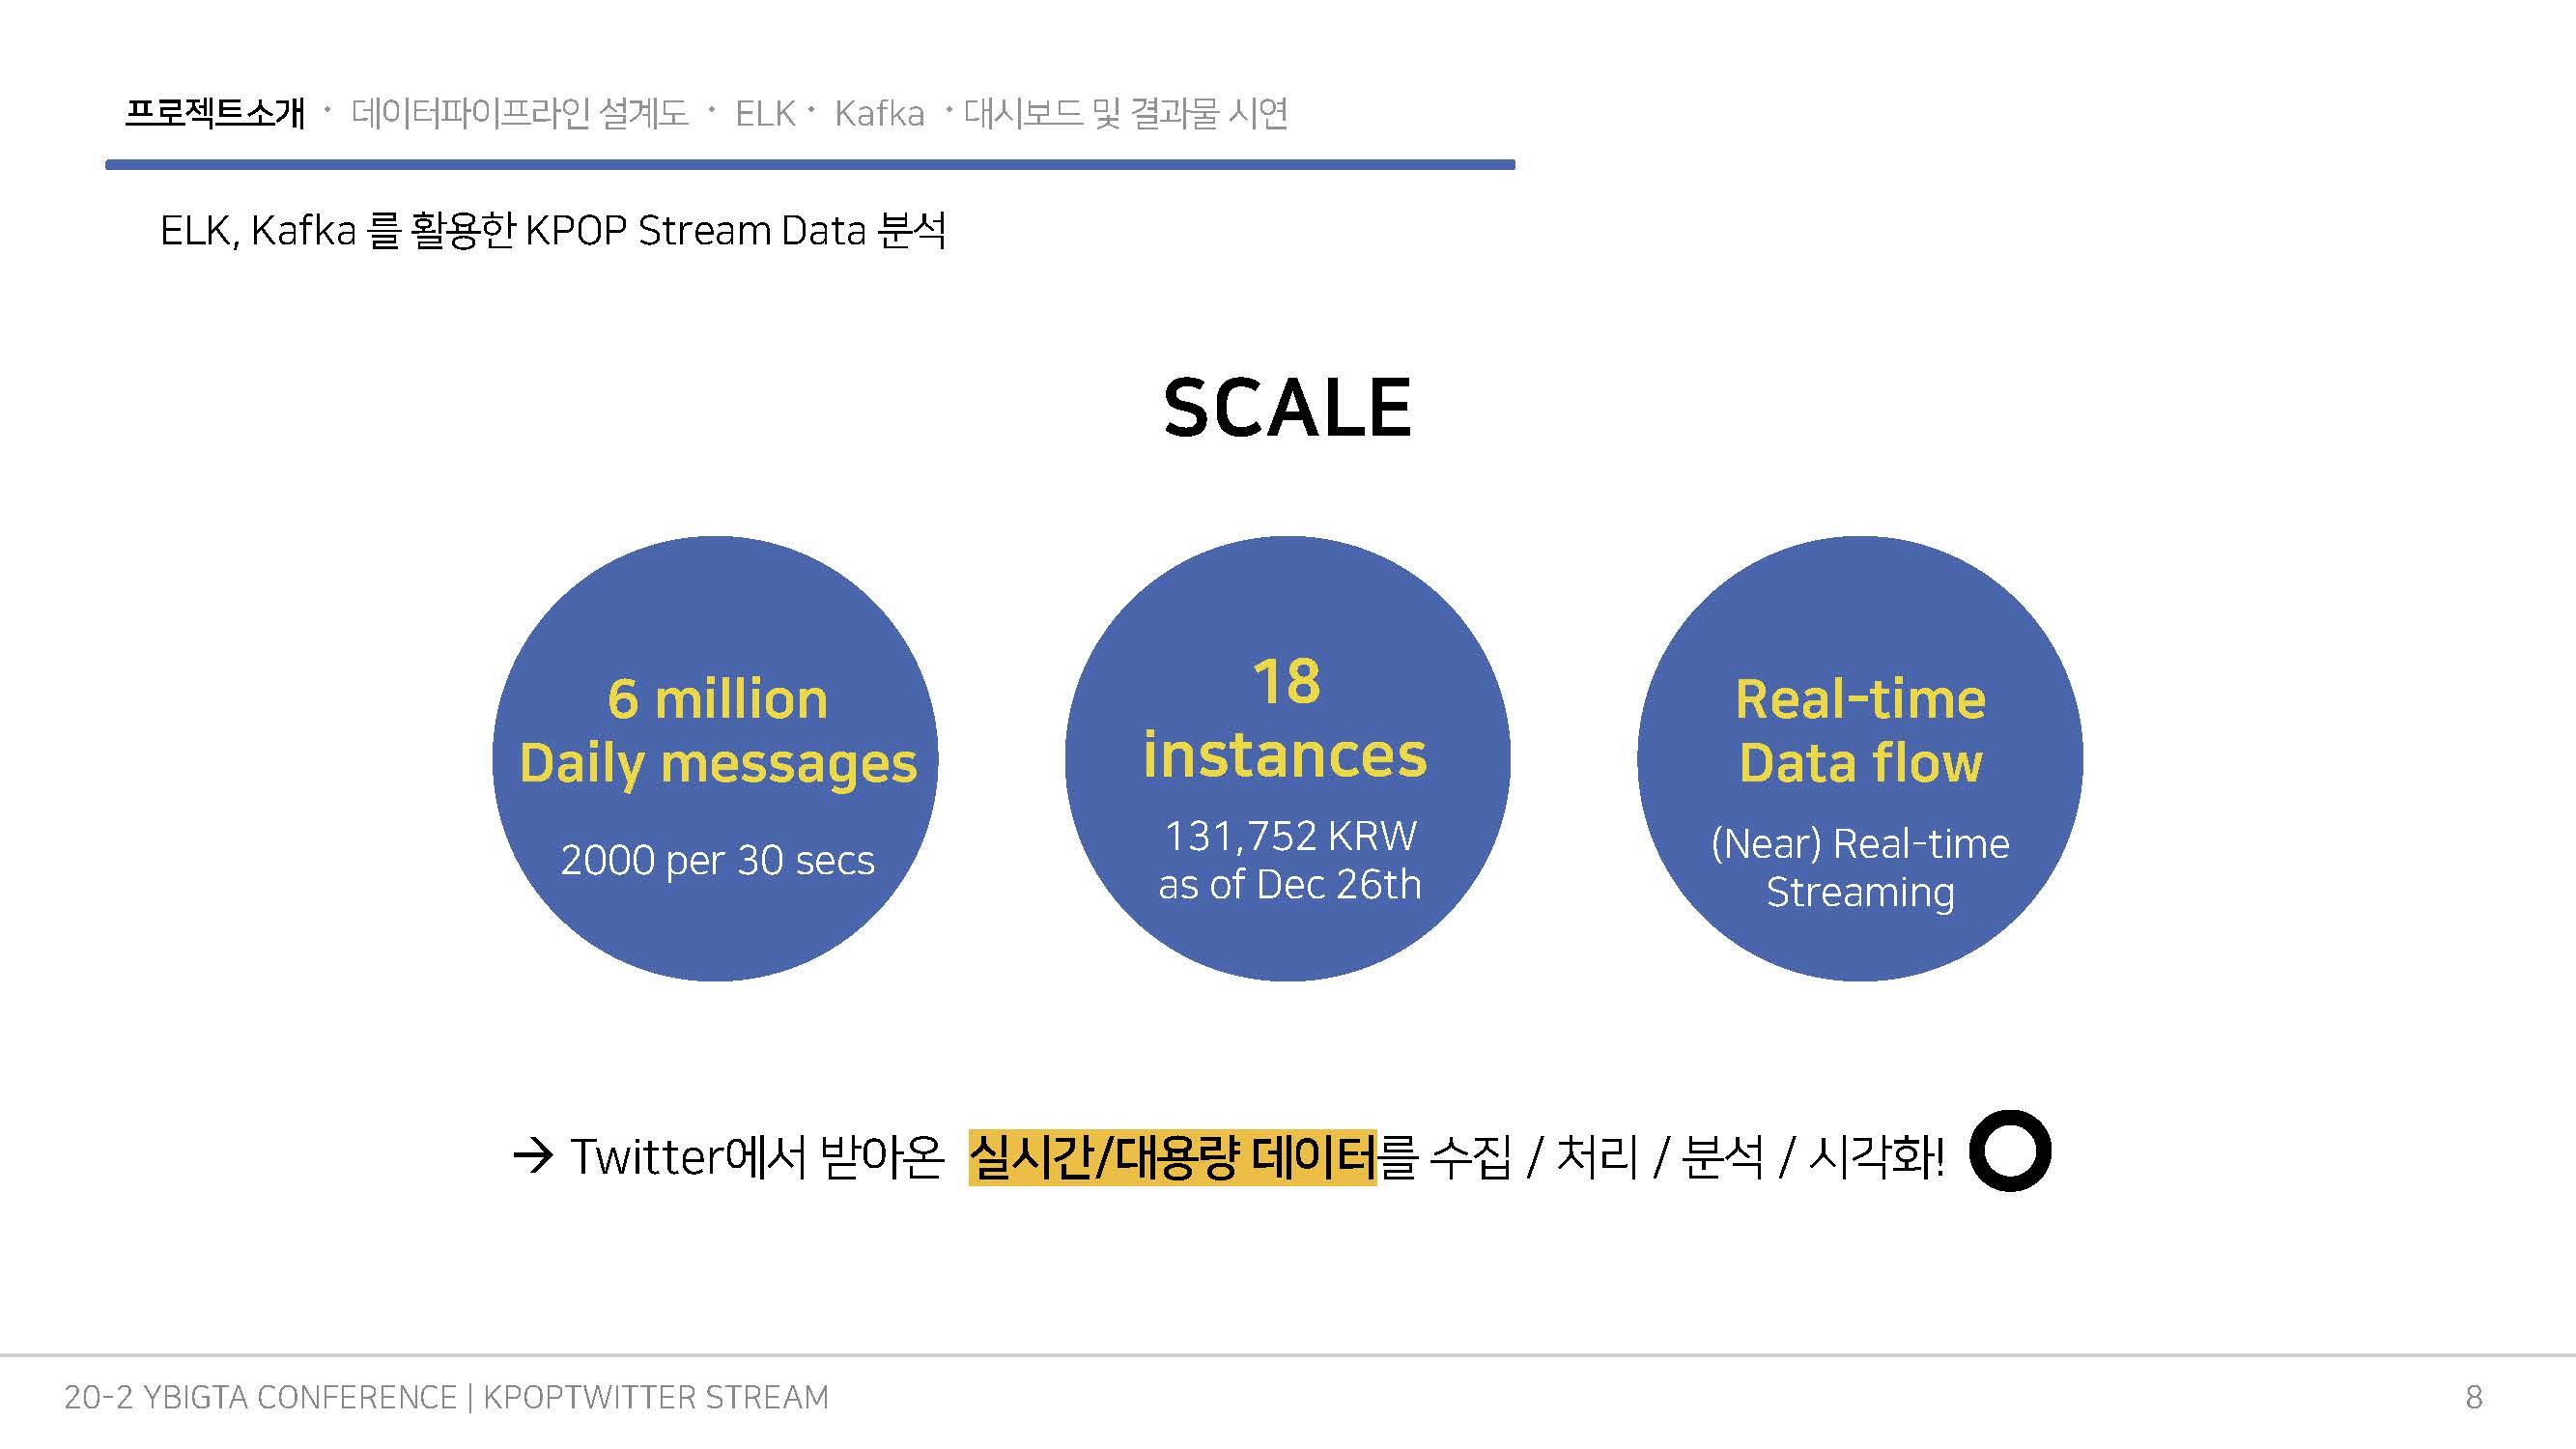 프로젝트소개 · 데이터파이프라인 설계도 · ELK · Kafka · 대시보드 및 결과물 시연
ELK, Kafka 를 활용한 KPOP Stream Data 분석
SCALE
6 million
Daily messages
2000 per 30 secs
18
instances
131,752 KRW
as of Dec 26th
Real-time
Data flow
(Near) Real-time
Streaming
→ Twitter에서 받아온 실시간/대용량 데이터를 수집 / 처리 / 분석 / 시각화!
20-2 YBIGTA CONFERENCE | KPOPTWITTER STREAM
8